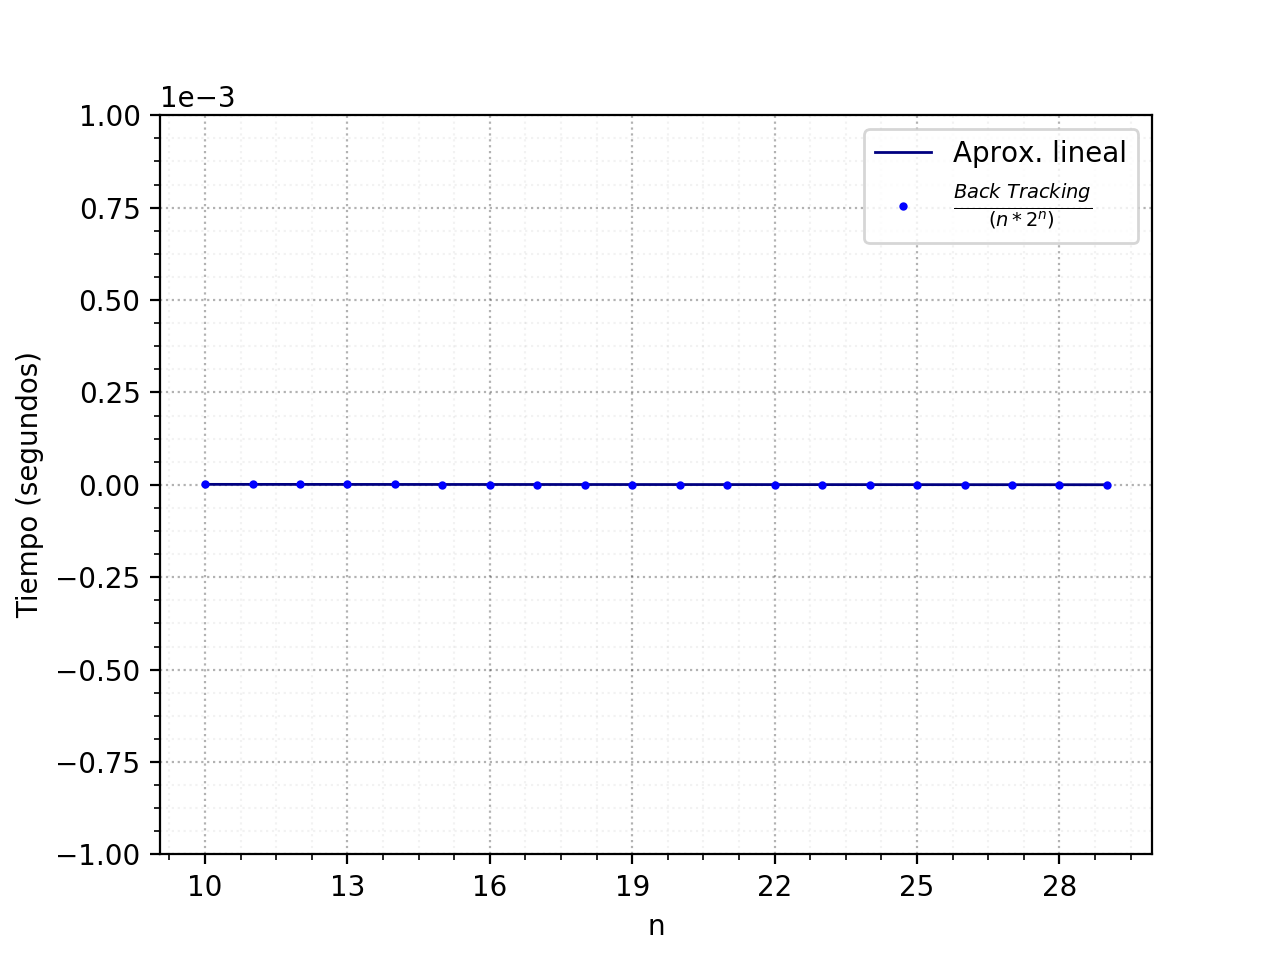 1e−3
1.00
0.75
0.50
0.25
0.00
−0.25
−0.50
−0.75
−1.00
Tiempo (segundos)
10 13 16 19 22 25 28
n
Aprox. lineal
Back Tracking
(n * 2^n)